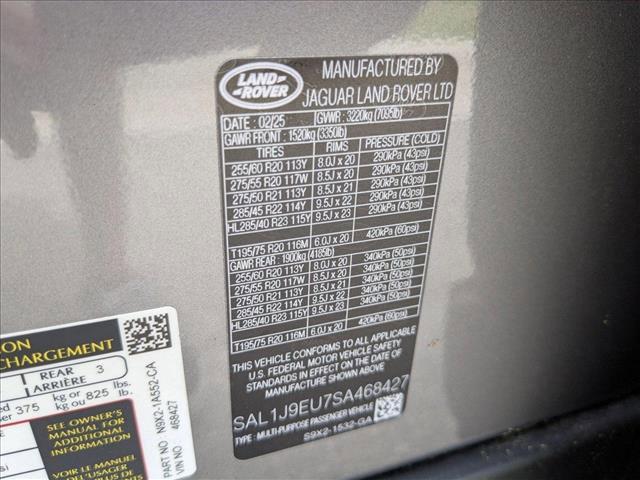 LAND-
ROVER
MANUFACTURED BY
JAGUAR LAND ROVER LTD
DATE : 02/25 GVWR : 3220kg (7095lb)
GAWR FRONT : 1520kg (3350lb)
TIRES RIMS PRESSURE (COLD)
255/60 R20 113Y 8.0J x 20 290kPa (43psi)
275/55 R20 117W 8.5J x 20 290kPa (43psi)
275/50 R21 113Y 8.5J x 21 290kPa (43psi)
285/45 R22 114Y 9.5J x 22 290kPa (43psi)
HL285/40 R23 115Y 9.5J x 23 290kPa (43psi)
T195/75 R20 116M 6.0J x 20 420kPa (60psi)
GAWR REAR : 1900kg (4185lb)
255/60 R20 113Y 8.0J x 20 340kPa (50psi)
275/55 R20 117W 8.5J x 20 340kPa (50psi)
275/50 R21 113Y 8.5J x 21 340kPa (50psi)
285/45 R22 114Y 9.5J x 22 340kPa (50psi)
HL285/40 R23 115Y 9.5J x 23 340kPa (50psi)
T195/75 R20 116M 6.0J x 20 420kPa (60psi)
THIS VEHICLE CONFORMS TO ALL APPLICABLE
U.S. FEDERAL MOTOR VEHICLE SAFETY
STANDARDS IN EFFECT ON THE DATE OF
MANUFACTURE SHOWN ABOVE
SAL1J9EU7SA468427
TYPE : MULTI-PURPOSE PASSENGER VEHICLE
S9X2-1532-GA
CHARGEMENT
REAR 3
ARRIÈRE
375 kg ou 825 lbs.
kg or lb.
SEE OWNER'S
MANUAL FOR
ADDITIONAL
INFORMATION
VOIR LE MANUEL
DE L'USAGER
PART NO N9X2-1A552-CA
VIN NO 468427